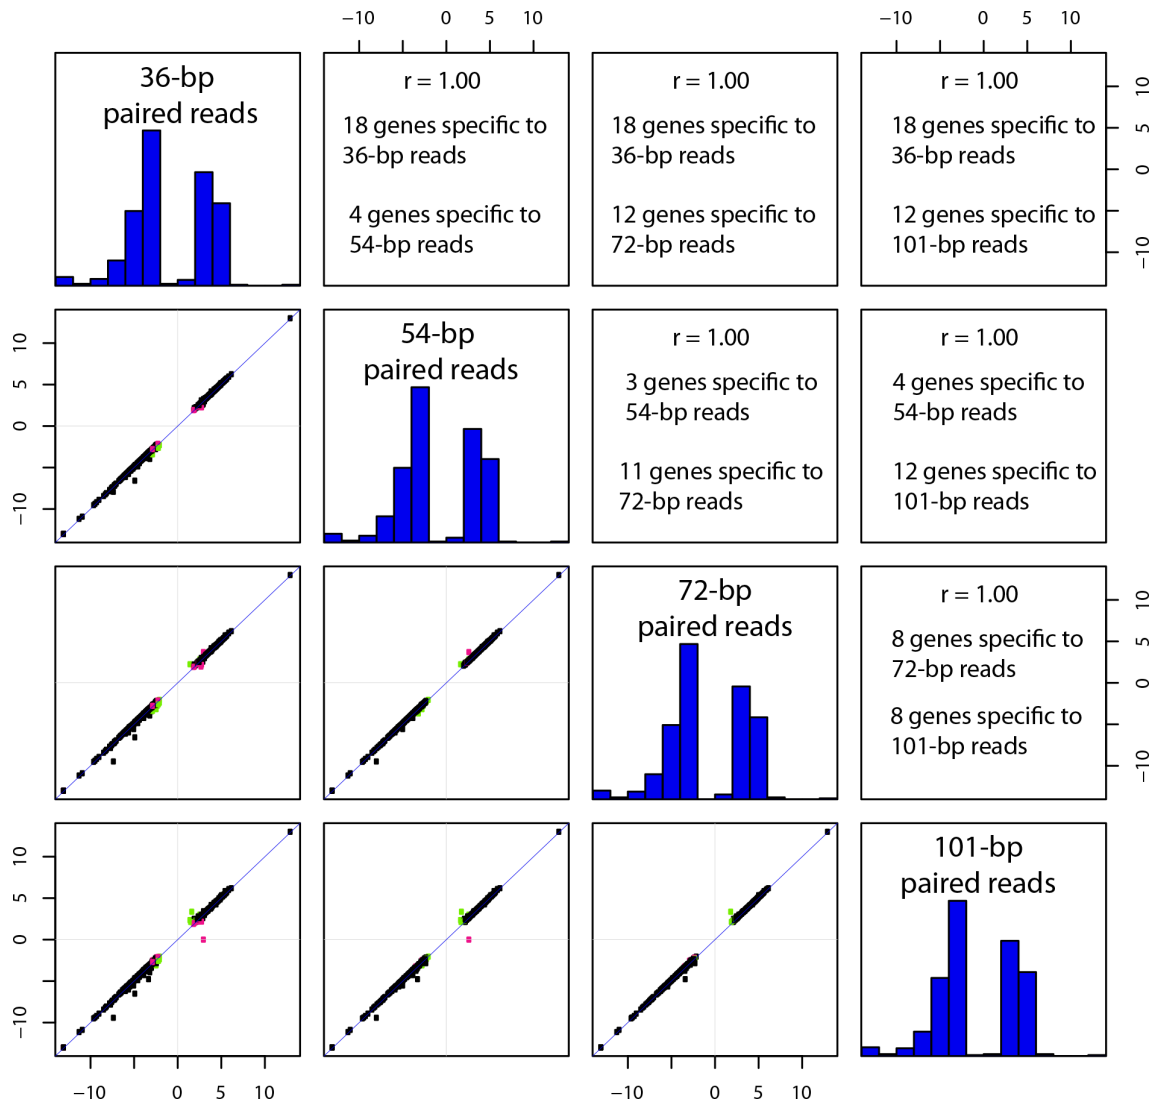 −10 0 5 10 −10 0 5 10
36-bp
paired reads
r = 1.00
18 genes specific to
36-bp reads
4 genes specific to
54-bp reads
r = 1.00
18 genes specific to
36-bp reads
12 genes specific to
72-bp reads
r = 1.00
18 genes specific to
36-bp reads
12 genes specific to
101-bp reads
10
5
0
−10
10
5
0
−10
54-bp
paired reads
r = 1.00
3 genes specific to
54-bp reads
11 genes specific to
72-bp reads
r = 1.00
4 genes specific to
54-bp reads
12 genes specific to
101-bp reads
72-bp
paired reads
r = 1.00
8 genes specific to
72-bp reads
8 genes specific to
101-bp reads
10
5
0
−10
10
5
0
−10
101-bp
paired reads
−10 0 5 10 −10 0 5 10